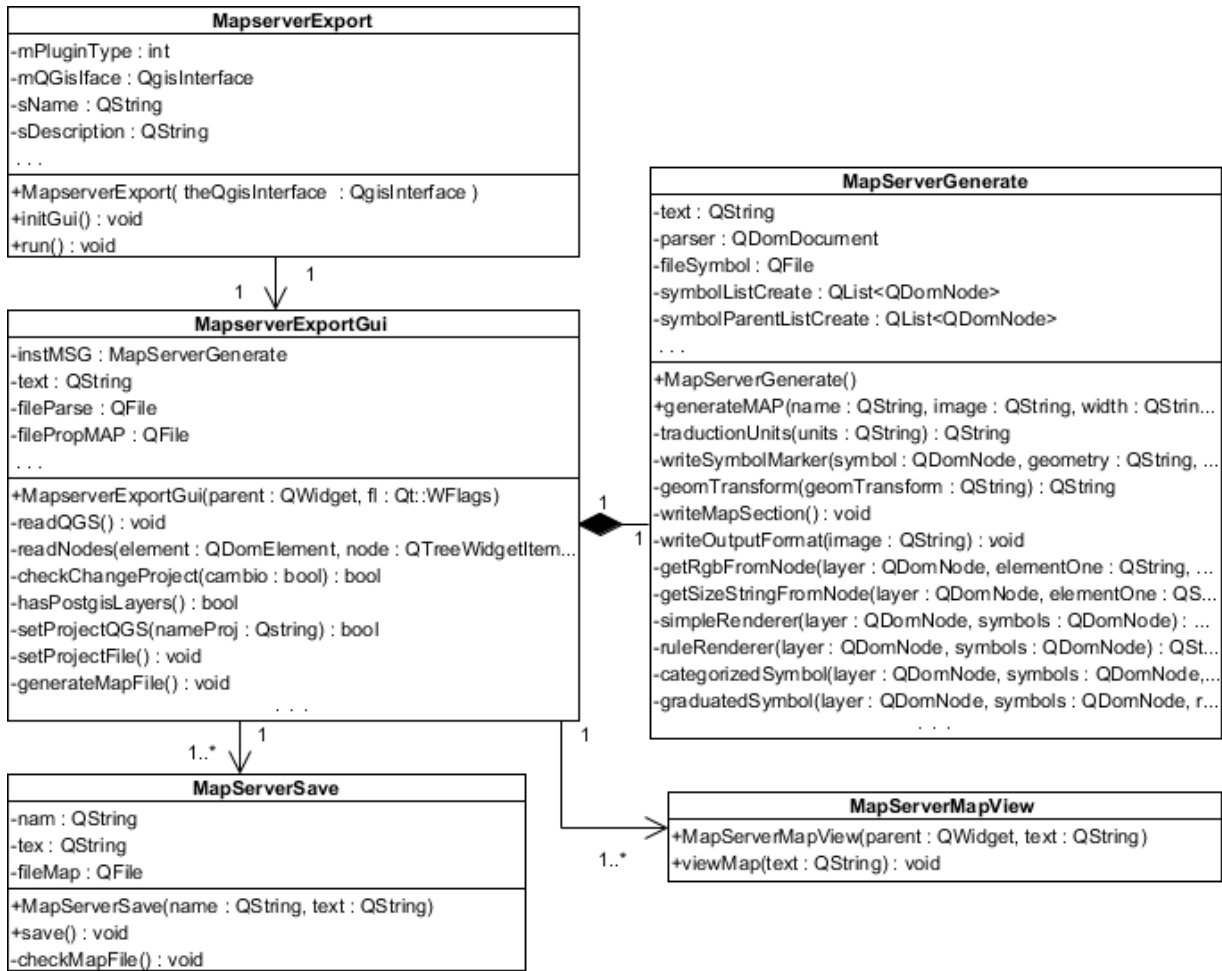 MapserverExport
-mPluginType : int
-mQGisIface : QgisInterface
-sName : QString
-sDescription : QString
. . .
+MapserverExport( theQgisInterface : QgisInterface )
+initGui() : void
+run() : void
1
1
MapserverExportGui
-instMSG : MapServerGenerate
-text : QString
-fileParse : QFile
-filePropMAP : QFile
. . .
+MapserverExportGui(parent : QWidget, fl : Qt::WFlags)
-readQGS() : void
-readNodes(element : QDomElement, node : QTreeWidgetItem...
-checkChangeProject(cambio : bool) : bool
-hasPostgisLayers() : bool
-setProjectQGS(nameProj : Qstring) : bool
-setProjectFile() : void
-generateMapFile() : void
. . .
1
1
MapServerGenerate
-text : QString
-parser : QDomDocument
-fileSymbol : QFile
-symbolListCreate : QList<QDomNode>
-symbolParentListCreate : QList<QDomNode>
. . .
+MapServerGenerate()
+generateMAP(name : QString, image : QString, width : QStrin...
-traductionUnits(units : QString) : QString
-writeSymbolMarker(symbol : QDomNode, geometry : QString, ...
-geomTransform(geomTransform : QString) : QString
-writeMapSection() : void
-writeOutputFormat(image : QString) : void
-getRgbFromNode(layer : QDomNode, elementOne : QString, ...
-getSizeStringFromNode(layer : QDomNode, elementOne : QS...
-simpleRenderer(layer : QDomNode, symbols : QDomNode) : ...
-ruleRenderer(layer : QDomNode, symbols : QDomNode) : QSt...
-categorizedSymbol(layer : QDomNode, symbols : QDomNode,...
-graduatedSymbol(layer : QDomNode, symbols : QDomNode, r...
. . .
1
1..*
1
1..*
MapServerSave
-nam : QString
-tex : QString
-fileMap : QFile
+MapServerSave(name : QString, text : QString)
+save() : void
-checkMapFile() : void
MapServerMapView
+MapServerMapView(parent : QWidget, text : QString)
+viewMap(text : QString) : void